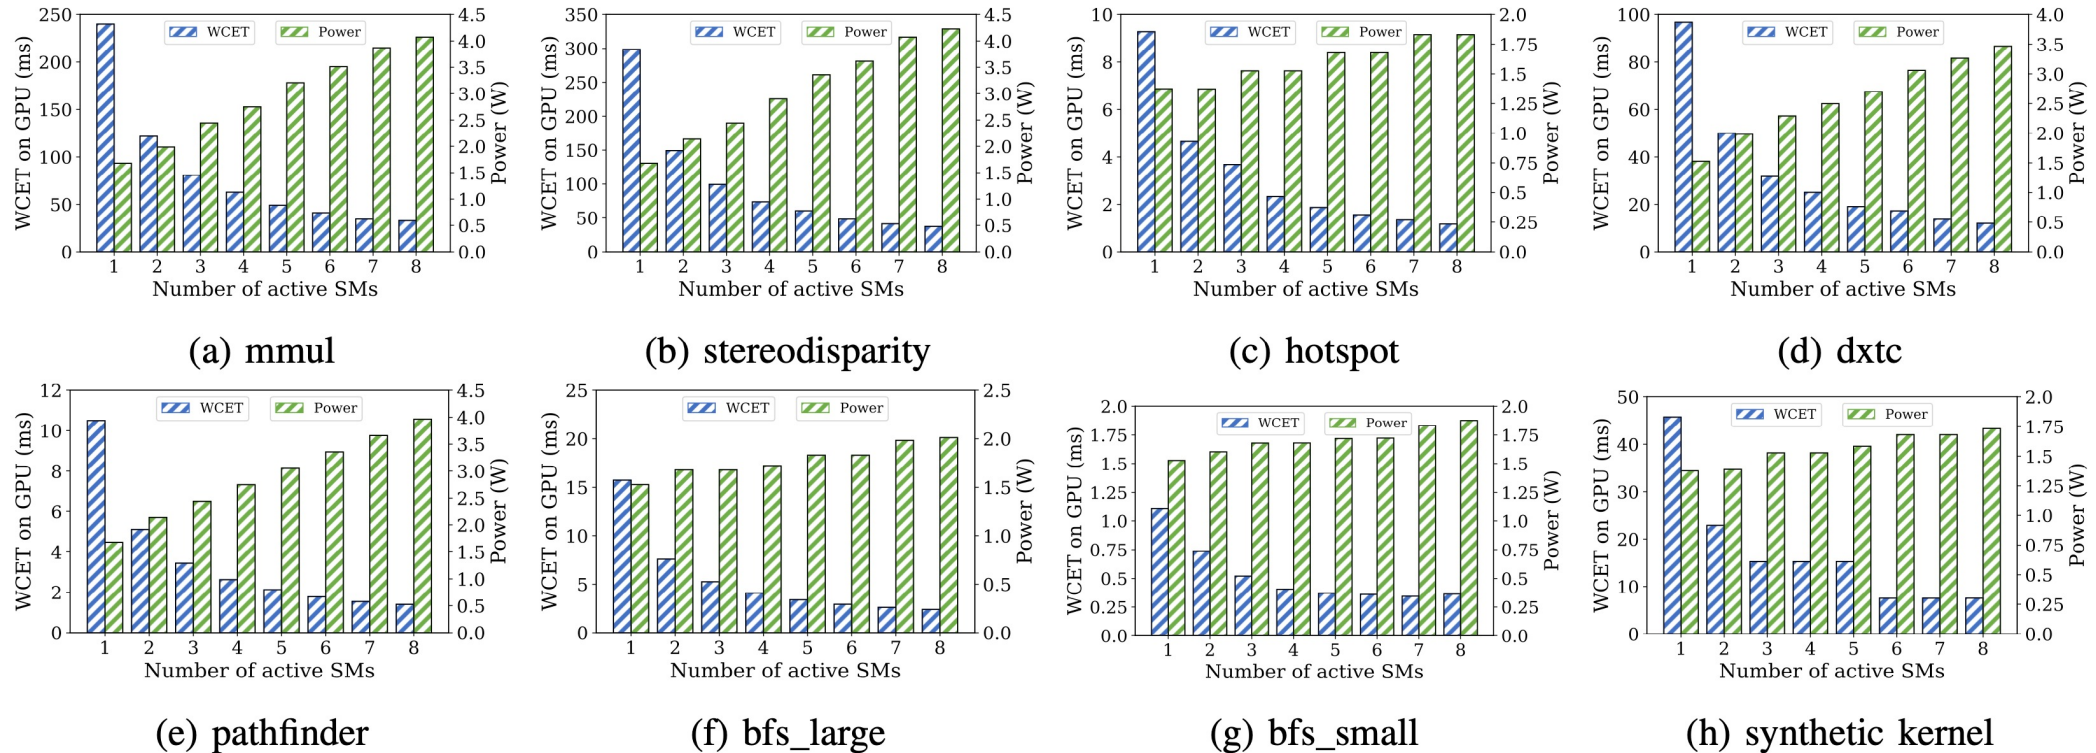 WCET on GPU (ms)
250
200
150
100
50
0
WCET
Power
4.5
4.0
3.5
3.0
2.5
2.0
1.5
1.0
0.5
0.0
Power (W)
1 2 3 4 5 6 7 8
Number of active SMs
(a) mmul
WCET on GPU (ms)
350
300
250
200
150
100
50
0
WCET
Power
4.5
4.0
3.5
3.0
2.5
2.0
1.5
1.0
0.5
0.0
Power (W)
1 2 3 4 5 6 7 8
Number of active SMs
(b) stereodisparity
WCET on GPU (ms)
10
8
6
4
2
0
WCET
Power
2.0
1.75
1.5
1.25
1.0
0.75
0.5
0.25
0.0
Power (W)
1 2 3 4 5 6 7 8
Number of active SMs
(c) hotspot
WCET on GPU (ms)
100
80
60
40
20
0
WCET
Power
4.0
3.5
3.0
2.5
2.0
1.5
1.0
0.5
0.0
Power (W)
1 2 3 4 5 6 7 8
Number of active SMs
(d) dxtc
WCET on GPU (ms)
12
10
8
6
4
2
0
WCET
Power
4.5
4.0
3.5
3.0
2.5
2.0
1.5
1.0
0.5
0.0
Power (W)
1 2 3 4 5 6 7 8
Number of active SMs
(e) pathfinder
WCET on GPU (ms)
25
20
15
10
5
0
WCET
Power
2.5
2.0
1.5
1.0
0.5
0.0
Power (W)
1 2 3 4 5 6 7 8
Number of active SMs
(f) bfs_large
WCET on GPU (ms)
2.0
1.75
1.5
1.25
1.0
0.75
0.5
0.25
0.0
WCET
Power
2.0
1.75
1.5
1.25
1.0
0.75
0.5
0.25
0.0
Power (W)
1 2 3 4 5 6 7 8
Number of active SMs
(g) bfs_small
WCET on GPU (ms)
50
40
30
20
10
0
WCET
Power
2.0
1.75
1.5
1.25
1.0
0.75
0.5
0.25
0.0
Power (W)
1 2 3 4 5 6 7 8
Number of active SMs
(h) synthetic kernel